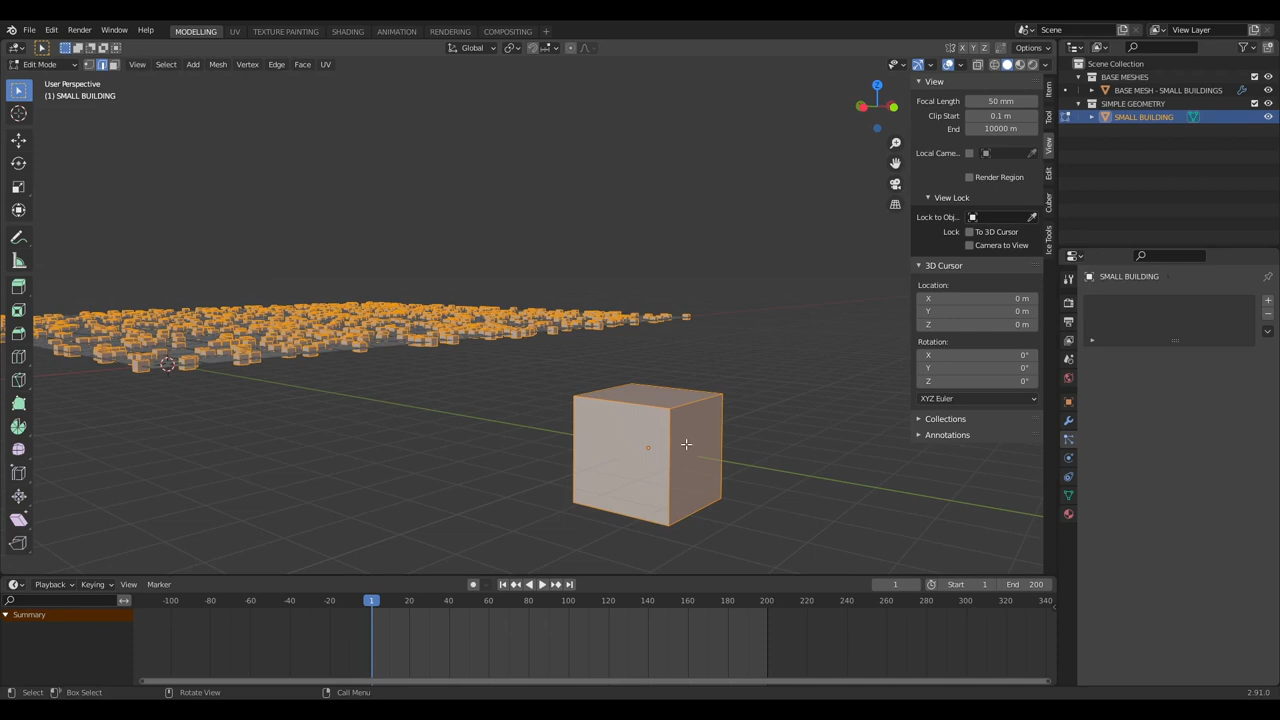 File Edit Render Window Help MODELLING UV TEXTURE PAINTING SHADING ANIMATION RENDERING COMPOSITING + Scene View Layer
Global X Y Z Options
Edit Mode View Select Add Mesh Vertex Edge Face UV
User Perspective
(1) SMALL BUILDING
Z
View
Focal Length 50 mm
Clip Start 0.1 m
End 10000 m
Local Came...
Render Region
View Lock
Lock to Obj...
Lock To 3D Cursor
Camera to View
3D Cursor
Location:
X 0 m
Y 0 m
Z 0 m
Rotation:
X 0°
Y 0°
Z 0°
XYZ Euler
Collections
Annotations
Item
Tool
View
Edit
Cuber
Ice Tools
Scene Collection
BASE MESHES
BASE MESH - SMALL BUILDINGS
SIMPLE GEOMETRY
SMALL BUILDING
SMALL BUILDING
Playback Keying View Marker 1 Start 1 End 200
-100 -80 -60 -40 -20 1 20 40 60 80 100 120 140 160 180 200 220 240 260 280 300 320 340
Summary
Select Box Select Rotate View Call Menu 2.91.0